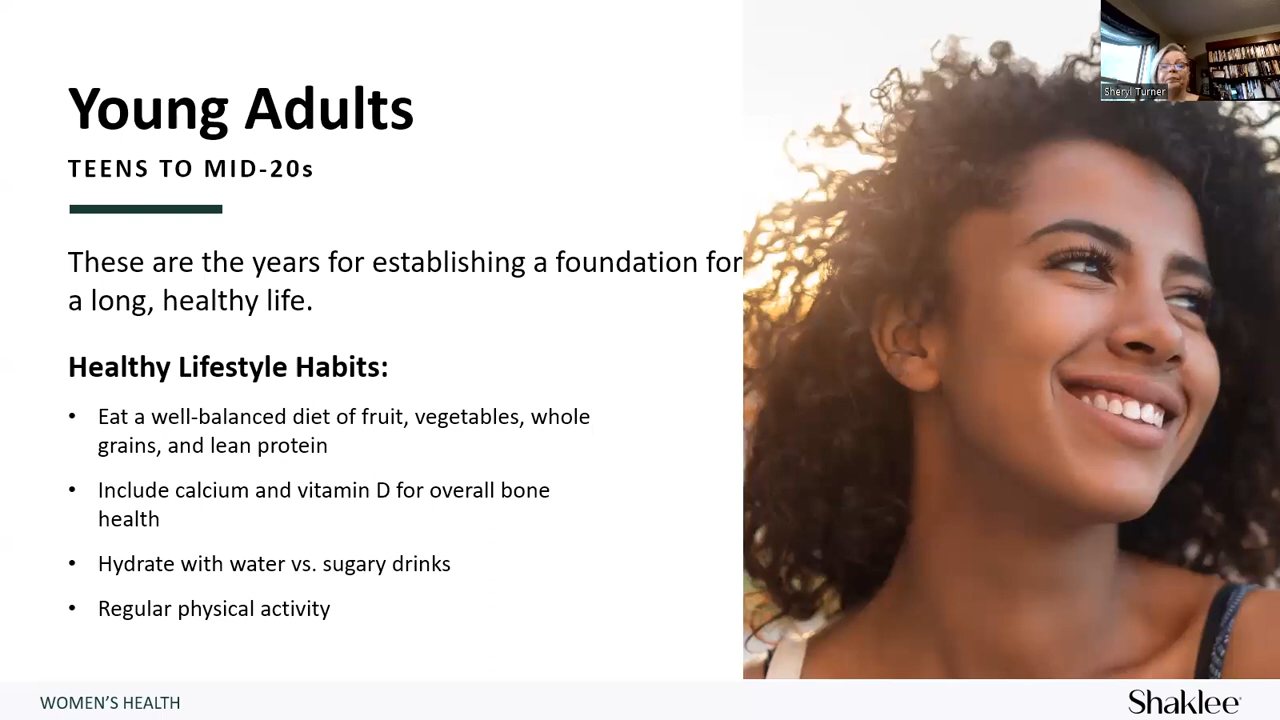 Sheryl Turner
Young Adults
TEENS TO MID-20s
These are the years for establishing a foundation for
a long, healthy life.
Healthy Lifestyle Habits:
• Eat a well-balanced diet of fruit, vegetables, whole
grains, and lean protein
• Include calcium and vitamin D for overall bone
health
• Hydrate with water vs. sugary drinks
• Regular physical activity
WOMEN’S HEALTH
Shaklee